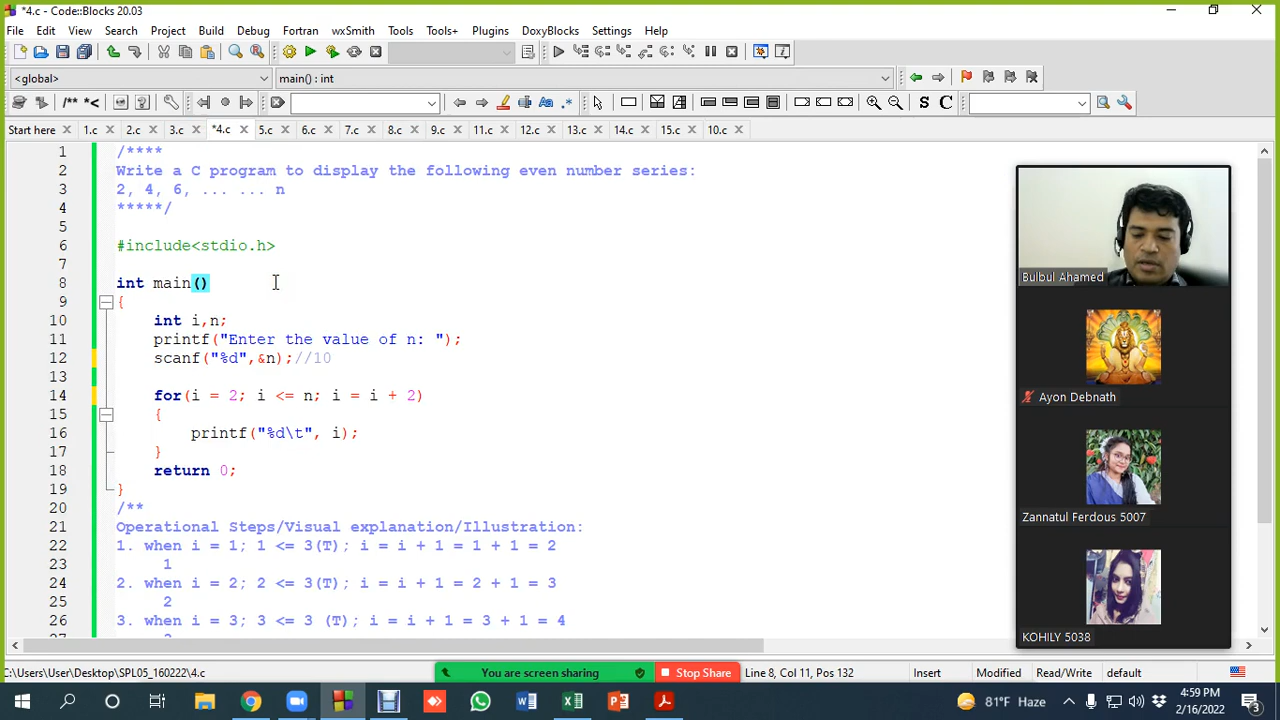 *4.c - Code::Blocks 20.03
File Edit View Search Project Build Debug Fortran wxSmith Tools Tools+ Plugins DoxyBlocks Settings Help
<global> main() : int
/** *<
S C
Start here 1.c 2.c 3.c *4.c 5.c 6.c 7.c 8.c 9.c 11.c 12.c 13.c 14.c 15.c 10.c
1 /****
2 Write a C program to display the following even number series:
3 2, 4, 6, ... ... n
4 *****/
5
6 #include<stdio.h>
7
8 int main()
9 {
10 int i,n;
11 printf("Enter the value of n: ");
12 scanf("%d",&n);//10
13
14 for(i = 2; i <= n; i = i + 2)
15 {
16 printf("%d\t", i);
17 }
18 return 0;
19 }
20 /**
21 Operational Steps/Visual explanation/Illustration:
22 1. when i = 1; 1 <= 3(T); i = i + 1 = 1 + 1 = 2
23 1
24 2. when i = 2; 2 <= 3(T); i = i + 1 = 2 + 1 = 3
25 2
26 3. when i = 3; 3 <= 3 (T); i = i + 1 = 3 + 1 = 4
27
Bulbul Ahamed
Ayon Debnath
Zannatul Ferdous 5007
KOHILY 5038
C:\Users\User\Desktop\SPL05_160222\4.c You are screen sharing Stop Share Line 8, Col 11, Pos 132 Insert Modified Read/Write default
81°F Haze 4:59 PM
2/16/2022
3